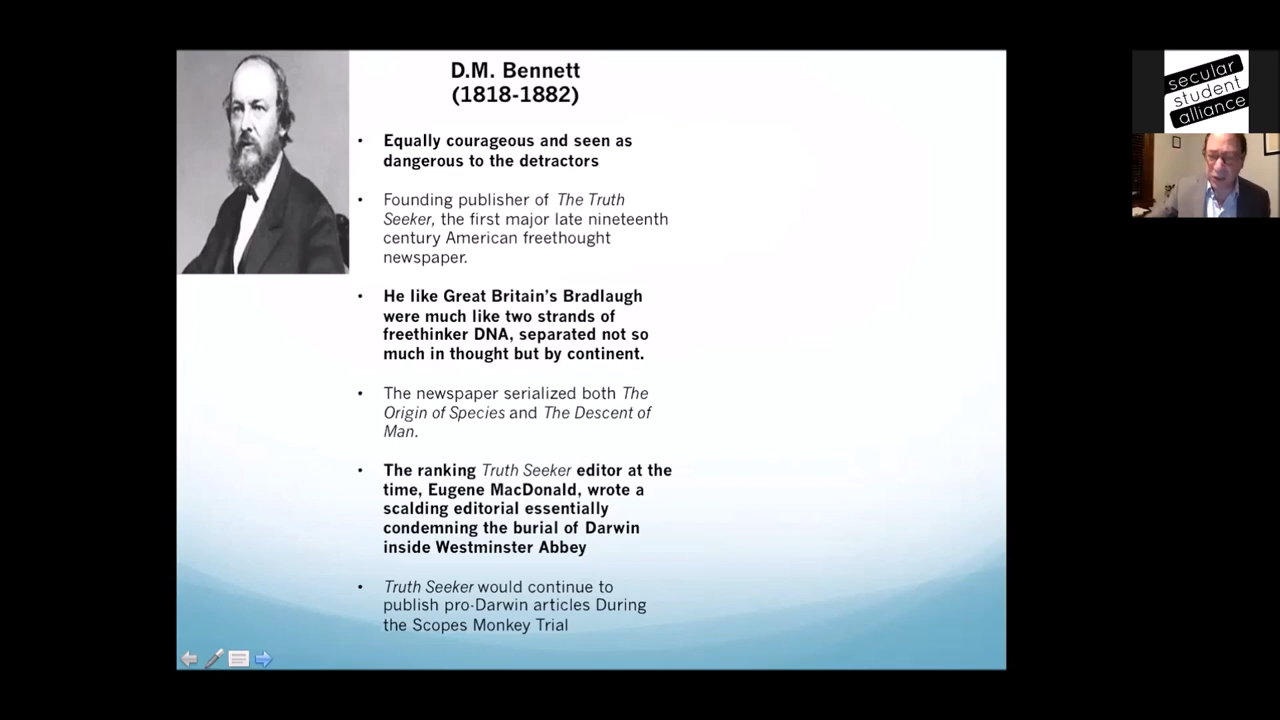 D.M. Bennett
(1818-1882)
• Equally courageous and seen as
dangerous to the detractors
• Founding publisher of The Truth
Seeker, the first major late nineteenth
century American freethought
newspaper.
• He like Great Britain's Bradlaugh
were much like two strands of
freethinker DNA, separated not so
much in thought but by continent.
• The newspaper serialized both The
Origin of Species and The Descent of
Man.
• The ranking Truth Seeker editor at the
time, Eugene MacDonald, wrote a
scalding editorial essentially
condemning the burial of Darwin
inside Westminster Abbey
• Truth Seeker would continue to
publish pro-Darwin articles During
the Scopes Monkey Trial
secular
student
alliance